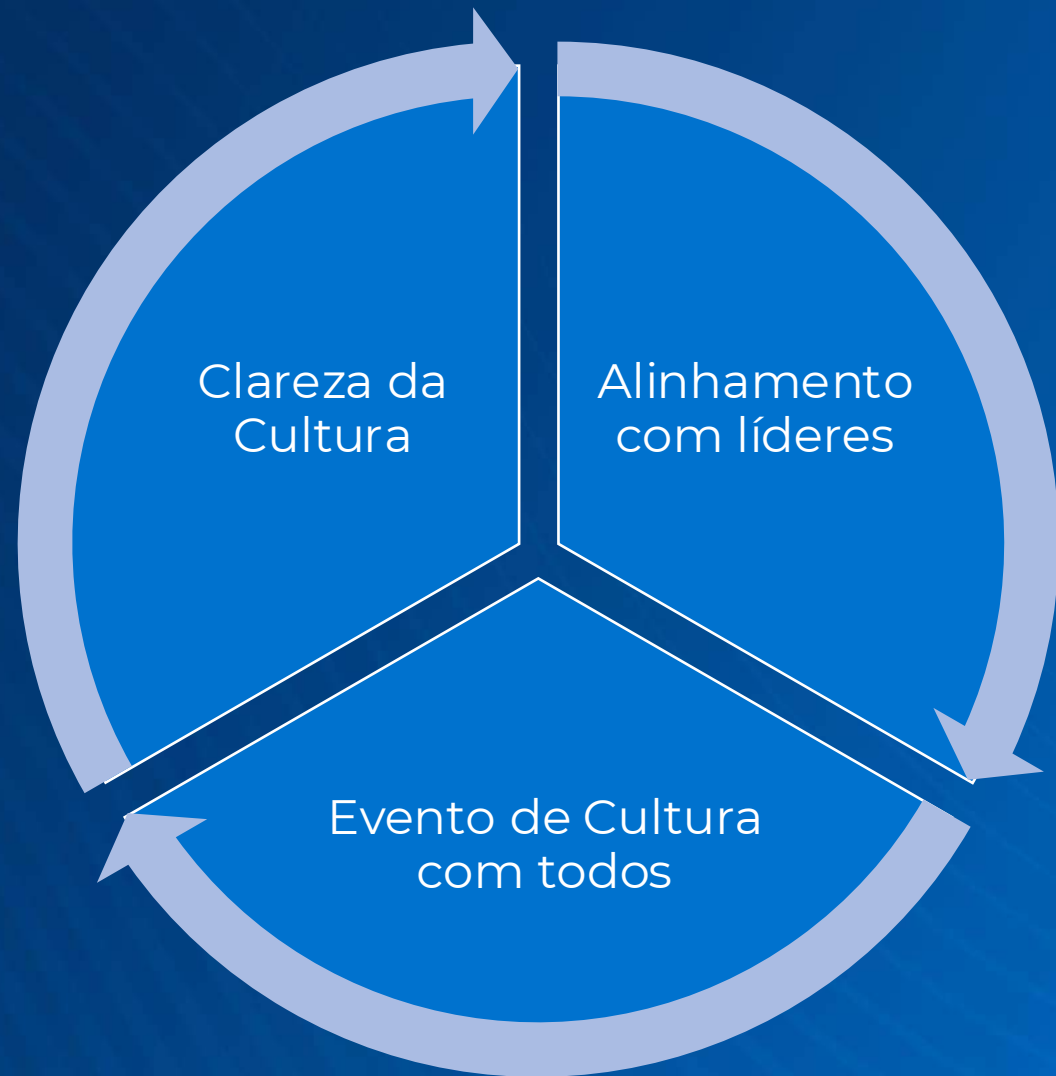 Clareza da
Cultura
Alinhamento
com líderes
Evento de Cultura
com todos